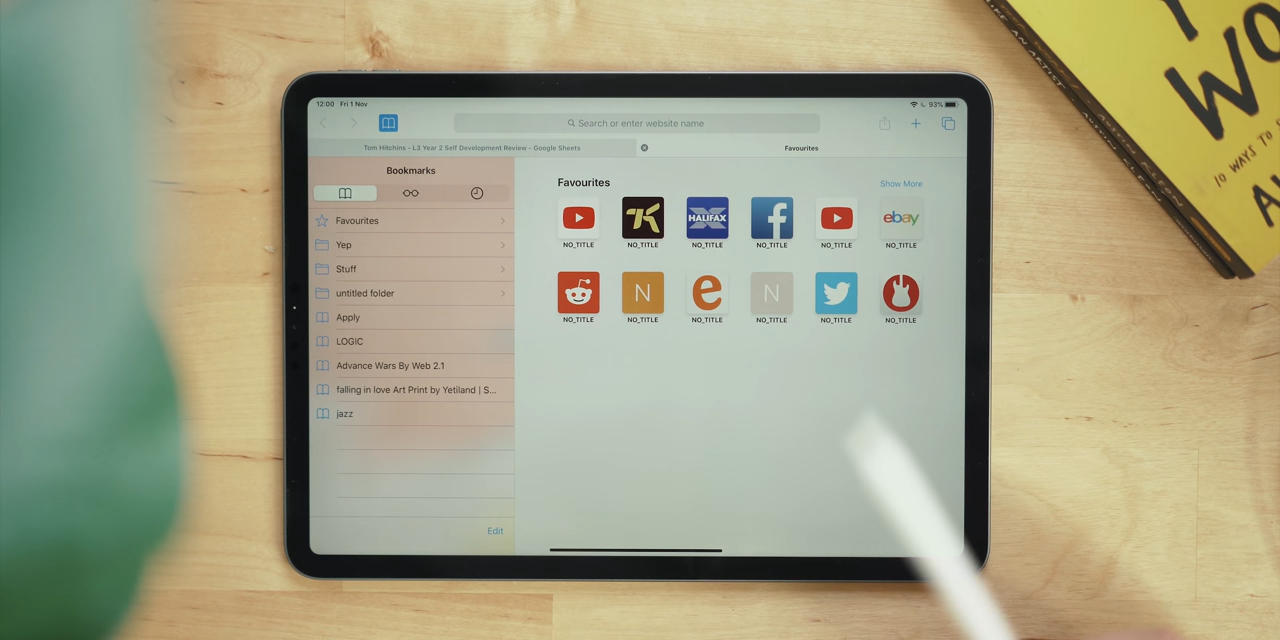 12:00 Fri 1 Nov
93%
Search or enter website name
Tom Hitchins - L3 Year 2 Self Development Review - Google Sheets
Favourites
Bookmarks
Favourites
Yep
Stuff
untitled folder
Apply
LOGIC
Advance Wars By Web 2.1
falling in love Art Print by Yetiland | S...
jazz
Edit
Favourites
Show More
HALIFAX
ebay
NO_TITLE NO_TITLE NO_TITLE NO_TITLE NO_TITLE NO_TITLE
N
e
N
NO_TITLE NO_TITLE NO_TITLE NO_TITLE NO_TITLE NO_TITLE
10 WAYS TO